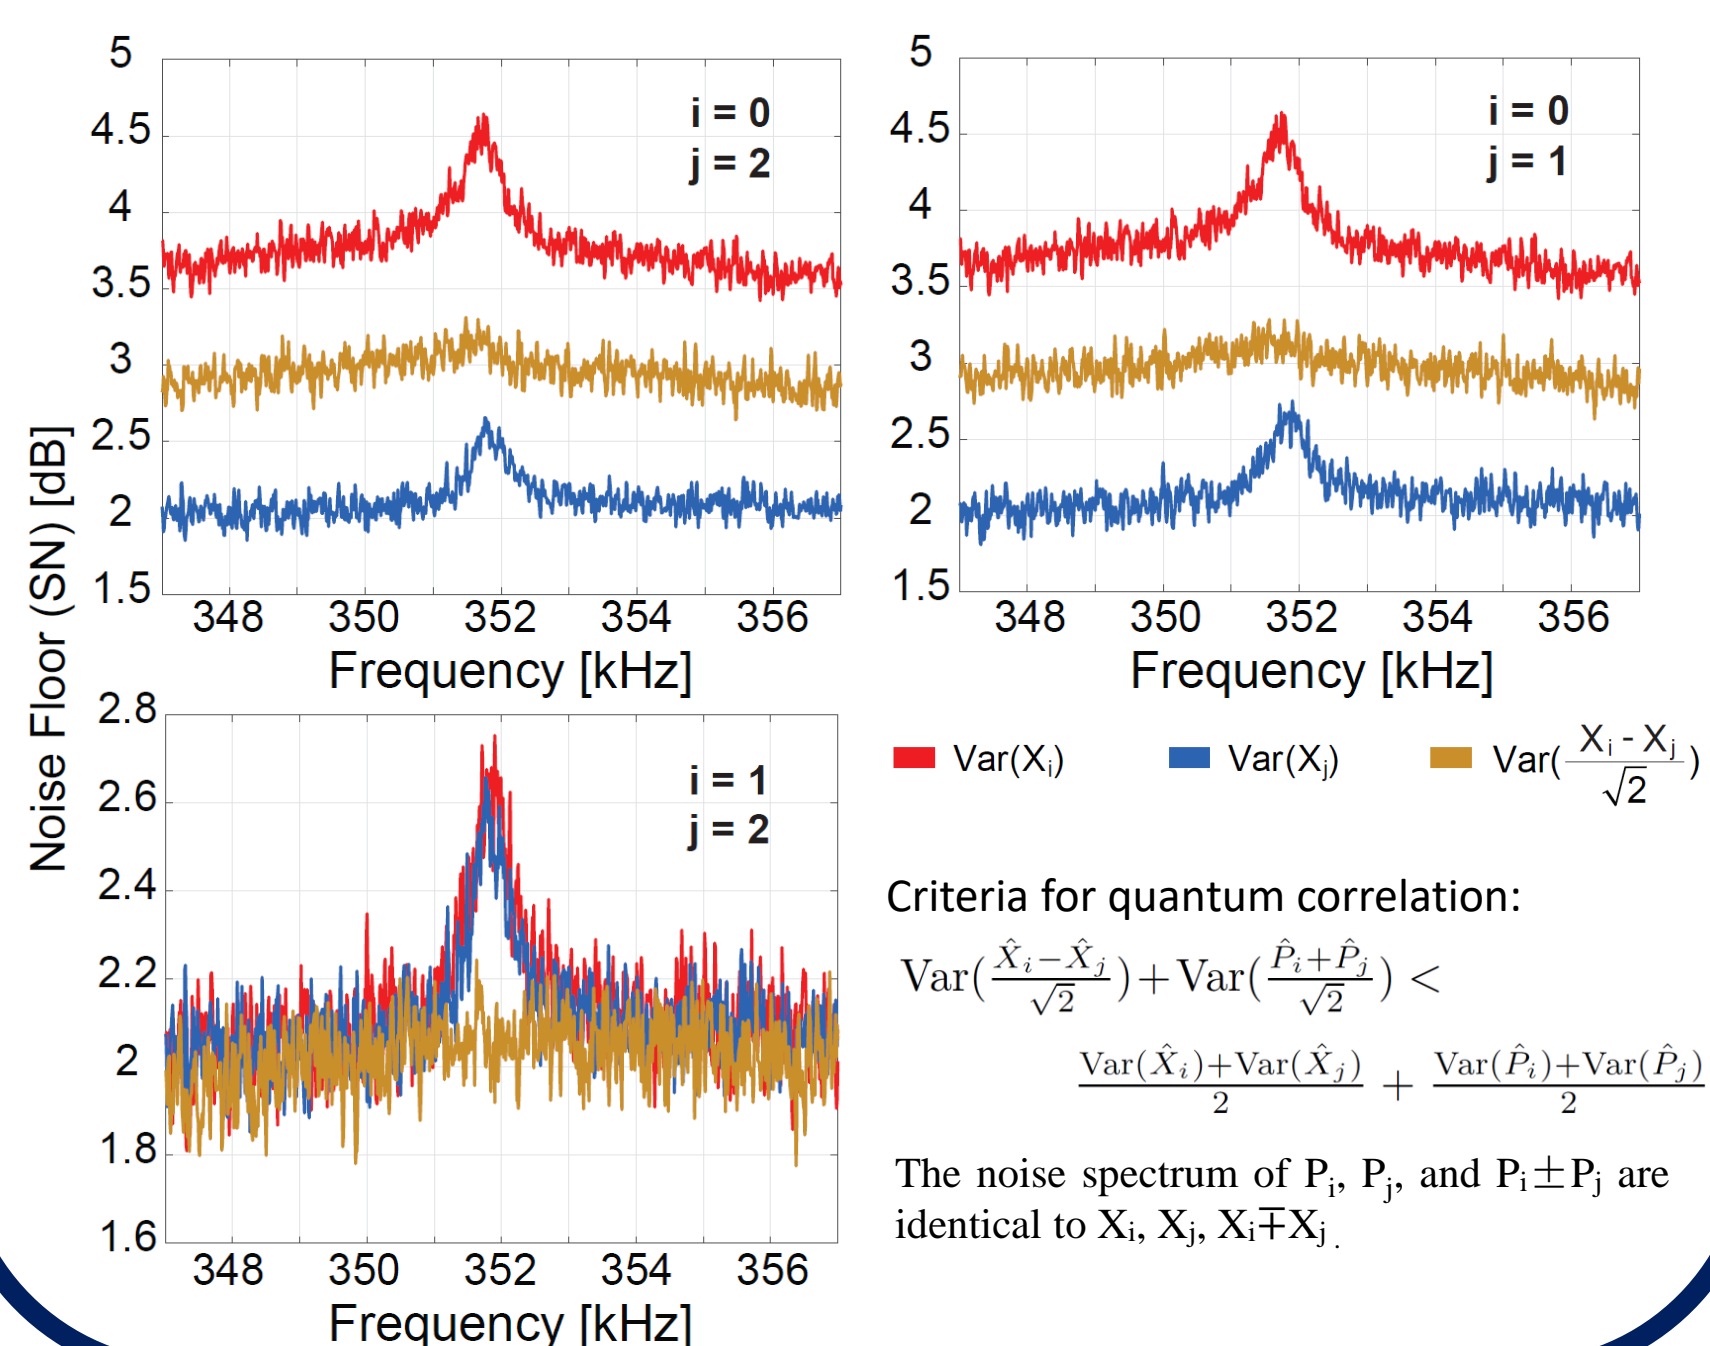 5
4.5
4
3.5
3
2.5
2
1.5
i = 0
j = 2
348 350 352 354 356
Frequency [kHz]
5
4.5
4
3.5
3
2.5
2
1.5
i = 0
j = 1
348 350 352 354 356
Frequency [kHz]
Noise Floor (SN) [dB]
2.8
2.6
2.4
2.2
2
1.8
1.6
i = 1
j = 2
348 350 352 354 356
Frequency [kHz]
Var(Xᵢ) Var(Xⱼ) Var((Xᵢ - Xⱼ)/√2)
Criteria for quantum correlation:
Var((X̂ᵢ−X̂ⱼ)/√2)+Var((P̂ᵢ+P̂ⱼ)/√2) <
(Var(X̂ᵢ)+Var(X̂ⱼ))/2 + (Var(P̂ᵢ)+Var(P̂ⱼ))/2
The noise spectrum of Pᵢ, Pⱼ, and Pᵢ±Pⱼ are
identical to Xᵢ, Xⱼ, Xᵢ∓Xⱼ .